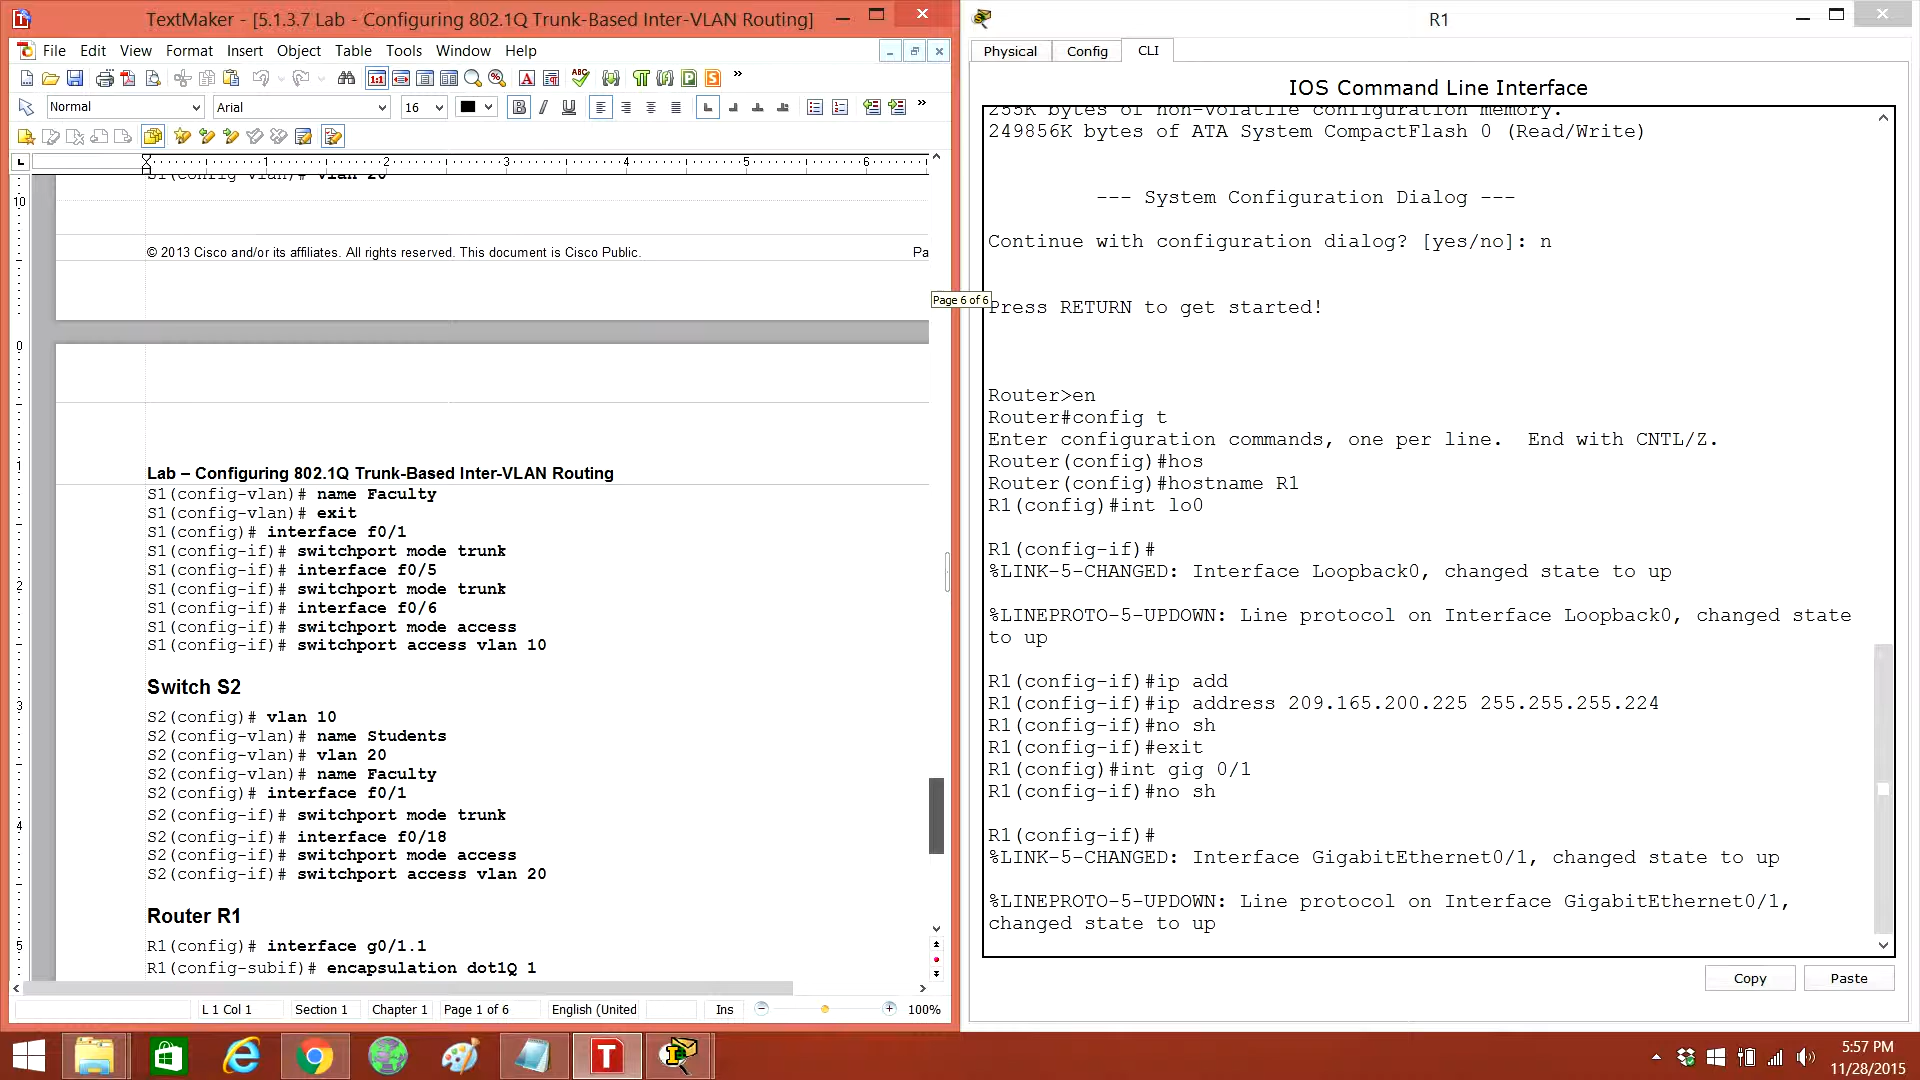 TextMaker - [5.1.3.7 Lab - Configuring 802.1Q Trunk-Based Inter-VLAN Routing]
File Edit View Format Insert Object Table Tools Window Help
Normal Arial 16
S1(config-vlan)# vlan 20
© 2013 Cisco and/or its affiliates. All rights reserved. This document is Cisco Public. Pa
Page 6 of 6
Lab – Configuring 802.1Q Trunk-Based Inter-VLAN Routing
S1(config-vlan)# name Faculty
S1(config-vlan)# exit
S1(config)# interface f0/1
S1(config-if)# switchport mode trunk
S1(config-if)# interface f0/5
S1(config-if)# switchport mode trunk
S1(config-if)# interface f0/6
S1(config-if)# switchport mode access
S1(config-if)# switchport access vlan 10
Switch S2
S2(config)# vlan 10
S2(config-vlan)# name Students
S2(config-vlan)# vlan 20
S2(config-vlan)# name Faculty
S2(config)# interface f0/1
S2(config-if)# switchport mode trunk
S2(config-if)# interface f0/18
S2(config-if)# switchport mode access
S2(config-if)# switchport access vlan 20
Router R1
R1(config)# interface g0/1.1
R1(config-subif)# encapsulation dot1Q 1
L 1 Col 1 Section 1 Chapter 1 Page 1 of 6 English (United Ins 100%
R1
Physical Config CLI
IOS Command Line Interface
255K bytes of non-volatile configuration memory.
249856K bytes of ATA System CompactFlash 0 (Read/Write)
--- System Configuration Dialog ---
Continue with configuration dialog? [yes/no]: n
Press RETURN to get started!
Router>en
Router#config t
Enter configuration commands, one per line. End with CNTL/Z.
Router(config)#hos
Router(config)#hostname R1
R1(config)#int lo0
R1(config-if)#
%LINK-5-CHANGED: Interface Loopback0, changed state to up
%LINEPROTO-5-UPDOWN: Line protocol on Interface Loopback0, changed state
to up
R1(config-if)#ip add
R1(config-if)#ip address 209.165.200.225 255.255.255.224
R1(config-if)#no sh
R1(config-if)#exit
R1(config)#int gig 0/1
R1(config-if)#no sh
R1(config-if)#
%LINK-5-CHANGED: Interface GigabitEthernet0/1, changed state to up
%LINEPROTO-5-UPDOWN: Line protocol on Interface GigabitEthernet0/1,
changed state to up
Copy Paste
5:57 PM
11/28/2015